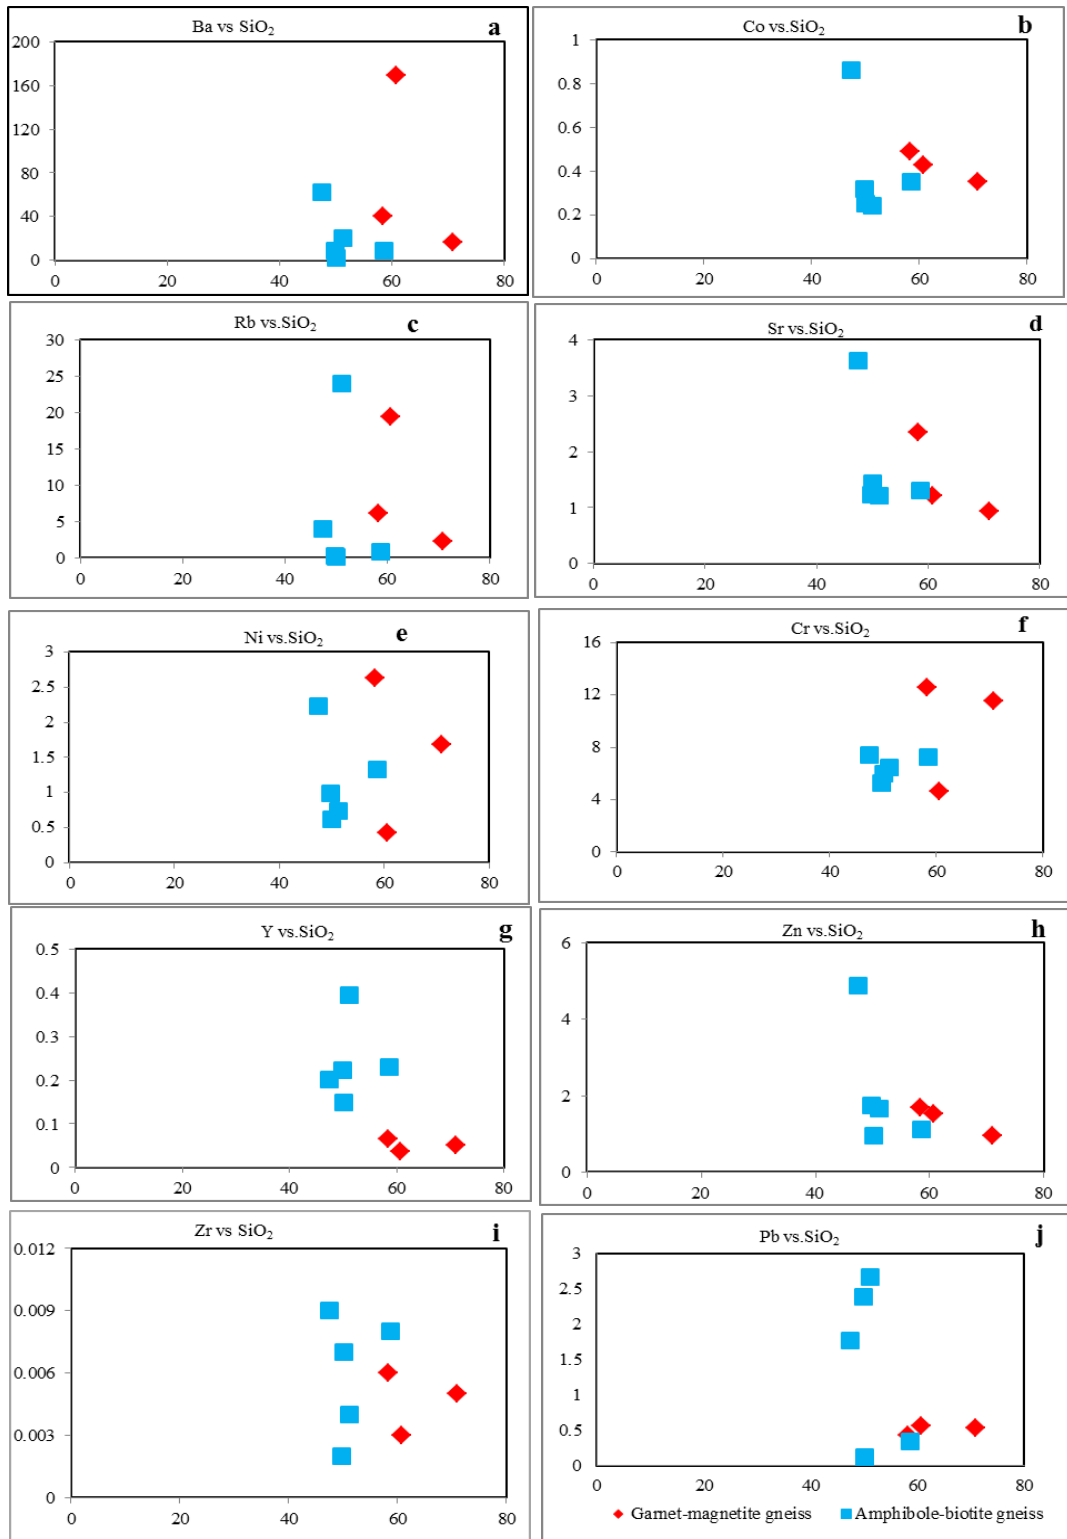 Ba vs SiO₂ a
200
160
120
80
40
0
0 20 40 60 80
Co vs.SiO₂ b
1
0.8
0.6
0.4
0.2
0
0 20 40 60 80
Rb vs.SiO₂ c
30
25
20
15
10
5
0
0 20 40 60 80
Sr vs.SiO₂ d
4
3
2
1
0
0 20 40 60 80
Ni vs.SiO₂ e
3
2.5
2
1.5
1
0.5
0
0 20 40 60 80
Cr vs.SiO₂ f
16
12
8
4
0
0 20 40 60 80
Y vs.SiO₂ g
0.5
0.4
0.3
0.2
0.1
0
0 20 40 60 80
Zn vs.SiO₂ h
6
4
2
0
0 20 40 60 80
Zr vs SiO₂ i
0.012
0.009
0.006
0.003
0
0 20 40 60 80
Pb vs.SiO₂ j
3
2.5
2
1.5
1
0.5
0
0 20 40 60 80
Garnet-magnetite gneiss Amphibole-biotite gneiss